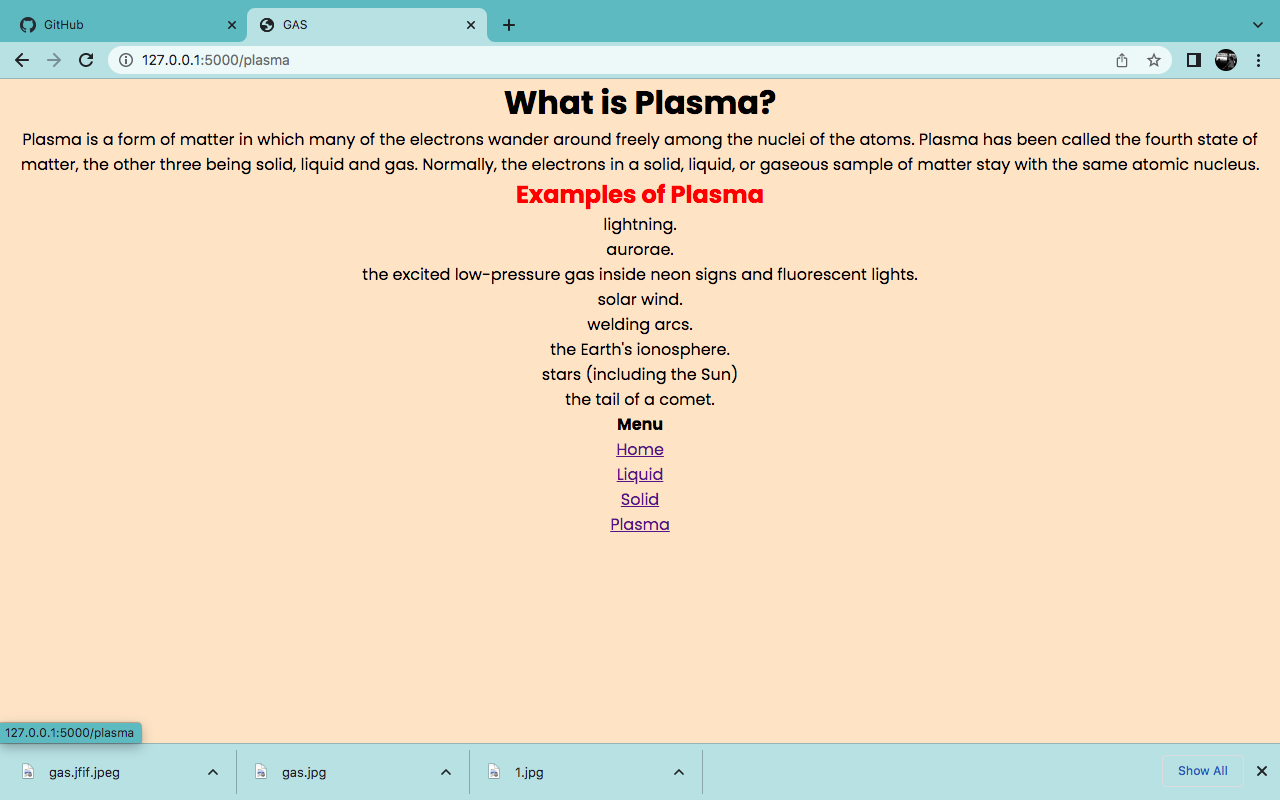 GitHub
GAS
127.0.0.1:5000/plasma
What is Plasma?
Plasma is a form of matter in which many of the electrons wander around freely among the nuclei of the atoms. Plasma has been called the fourth state of
matter, the other three being solid, liquid and gas. Normally, the electrons in a solid, liquid, or gaseous sample of matter stay with the same atomic nucleus.
Examples of Plasma
lightning.
aurorae.
the excited low-pressure gas inside neon signs and fluorescent lights.
solar wind.
welding arcs.
the Earth's ionosphere.
stars (including the Sun)
the tail of a comet.
Menu
Home
Liquid
Solid
Plasma
127.0.0.1:5000/plasma
gas.jfif.jpeg
gas.jpg
1.jpg
Show All